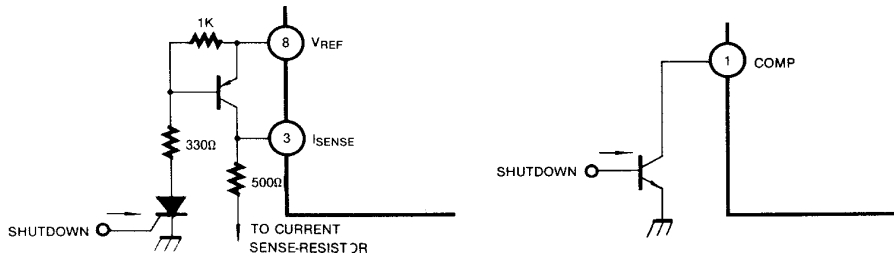 1K
8
VREF
1
COMP
330Ω
3
ISENSE
500Ω
SHUTDOWN
SHUTDOWN
TO CURRENT
SENSE-RESISTOR